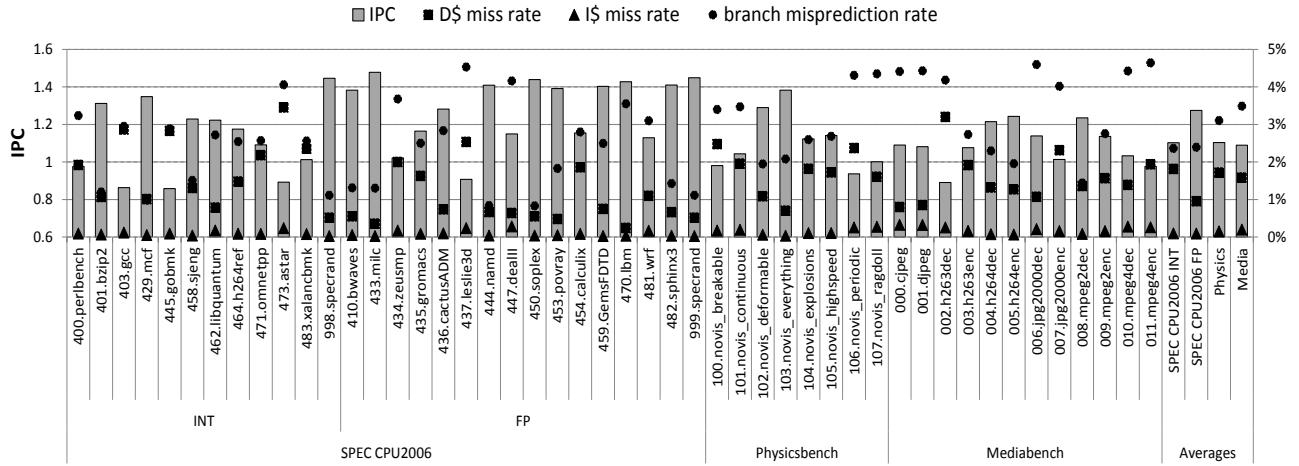 IPC D$ miss rate I$ miss rate branch misprediction rate
1.6
1.4
1.2
1
0.8
0.6
IPC
5%
4%
3%
2%
1%
0%
400.perlbench
401.bzip2
403.gcc
429.mcf
445.gobmk
458.sjeng
462.libquantum
464.h264ref
471.omnetpp
473.astar
483.xalancbmk
998.specrand
410.bwaves
433.milc
434.zeusmp
435.gromacs
436.cactusADM
437.leslie3d
444.namd
447.dealII
450.soplex
453.povray
454.calculix
459.GemsFDTD
470.lbm
481.wrf
482.sphinx3
999.specrand
100.novis_breakable
101.novis_continuous
102.novis_deformable
103.novis_everything
104.novis_explosions
105.novis_highspeed
106.novis_periodic
107.novis_ragdoll
000.cjpeg
001.djpeg
002.h263dec
003.h263enc
004.h264dec
005.h264enc
006.jpg2000dec
007.jpg2000enc
008.mpeg2dec
009.mpeg2enc
010.mpeg4dec
011.mpeg4enc
SPEC CPU2006 INT
SPEC CPU2006 FP
Physics
Media
INT FP
SPEC CPU2006 Physicsbench Mediabench Averages